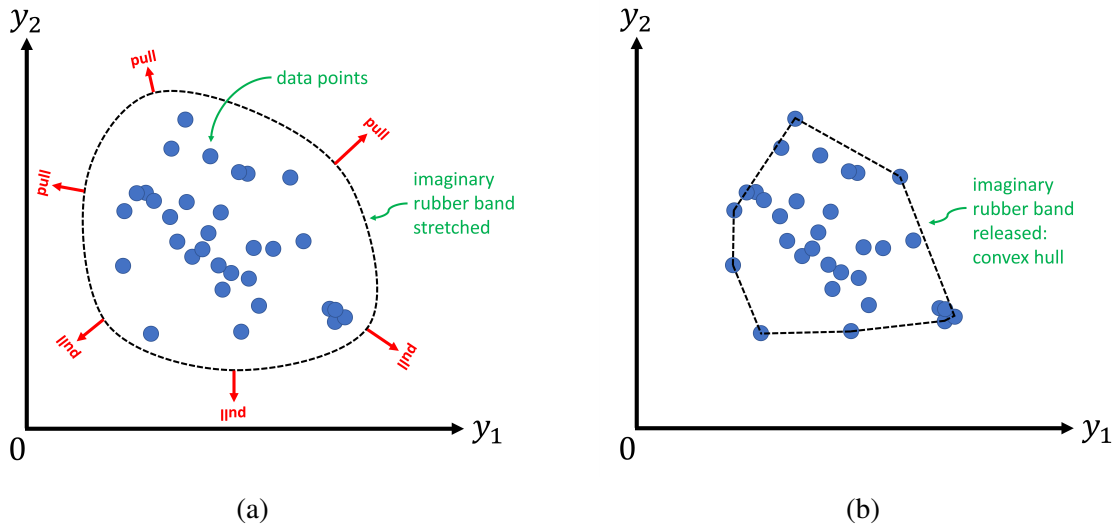 y₂
pull
data points
pull
pull
imaginary
rubber band
stretched
pull
pull
pull
0
y₁
(a)
y₂
imaginary
rubber band
released:
convex hull
0
y₁
(b)